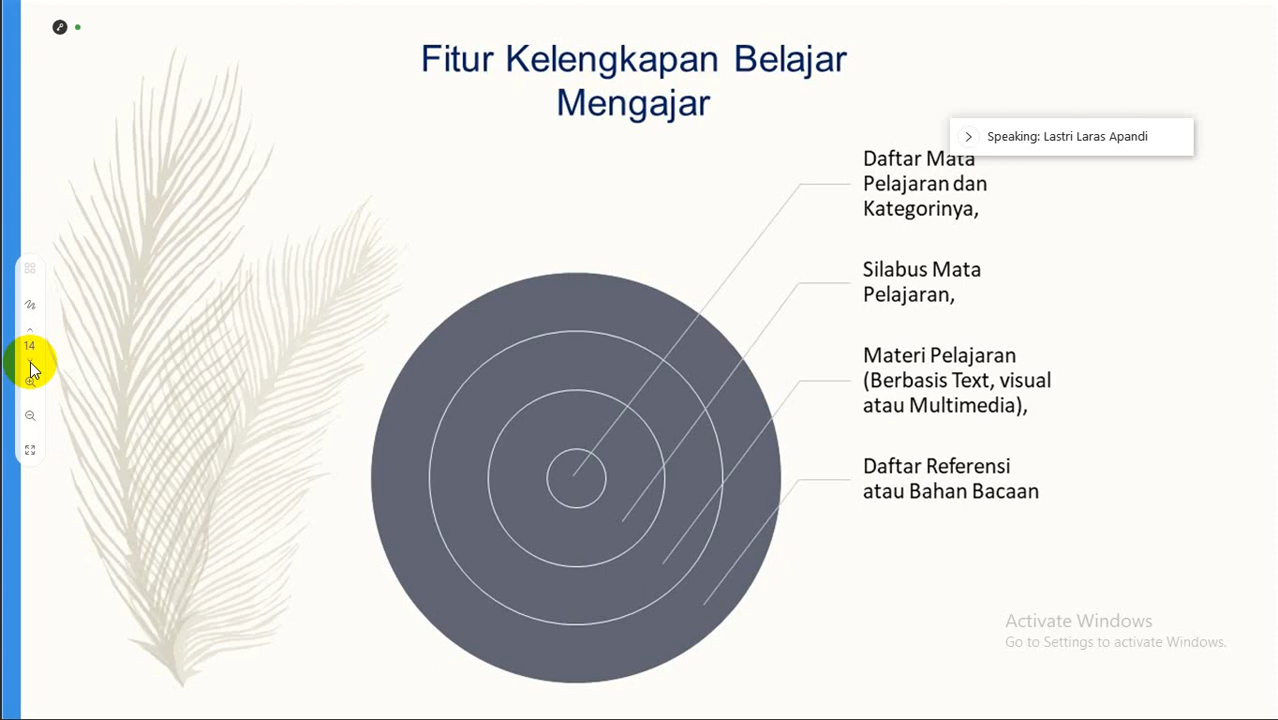 Fitur Kelengkapan Belajar
Mengajar
Speaking: Lastri Laras Apandi
Daftar Mata
Pelajaran dan
Kategorinya,
Silabus Mata
Pelajaran,
14
Materi Pelajaran
(Berbasis Text, visual
atau Multimedia),
Daftar Referensi
atau Bahan Bacaan
Activate Windows
Go to Settings to activate Windows.